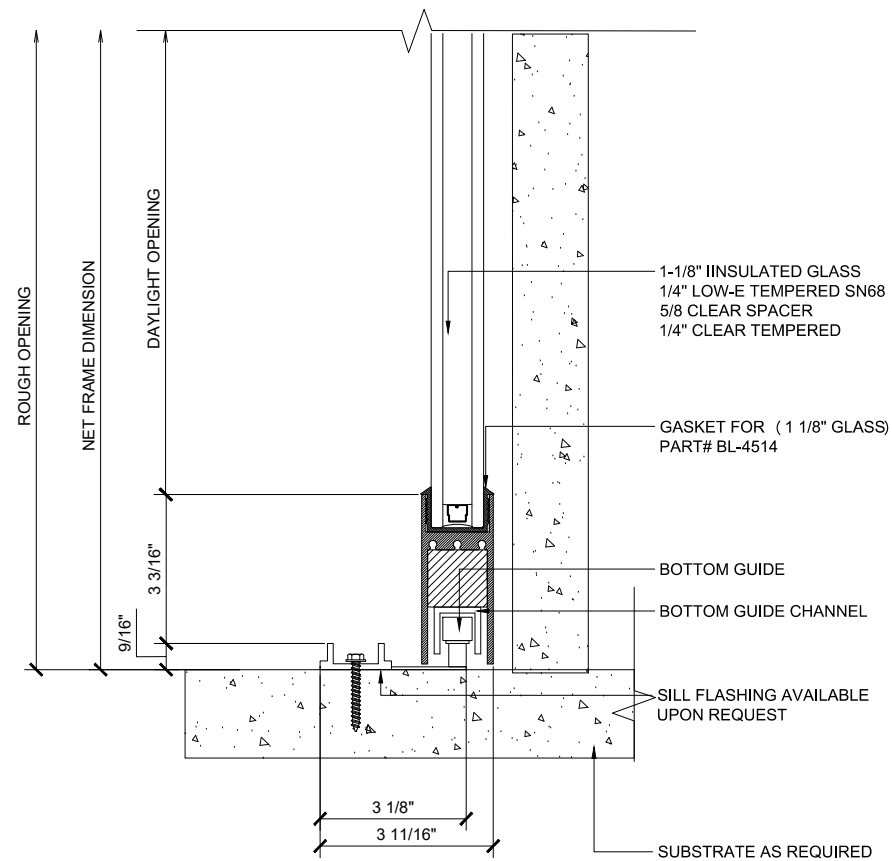 ROUGH OPENING
NET FRAME DIMENSION
DAYLIGHT OPENING
1-1/8" IINSULATED GLASS
1/4" LOW-E TEMPERED SN68
5/8 CLEAR SPACER
1/4" CLEAR TEMPERED
GASKET FOR ( 1 1/8" GLASS)
PART# BL-4514
3 3/16"
9/16"
BOTTOM GUIDE
BOTTOM GUIDE CHANNEL
SILL FLASHING AVAILABLE
UPON REQUEST
3 1/8"
3 11/16"
SUBSTRATE AS REQUIRED